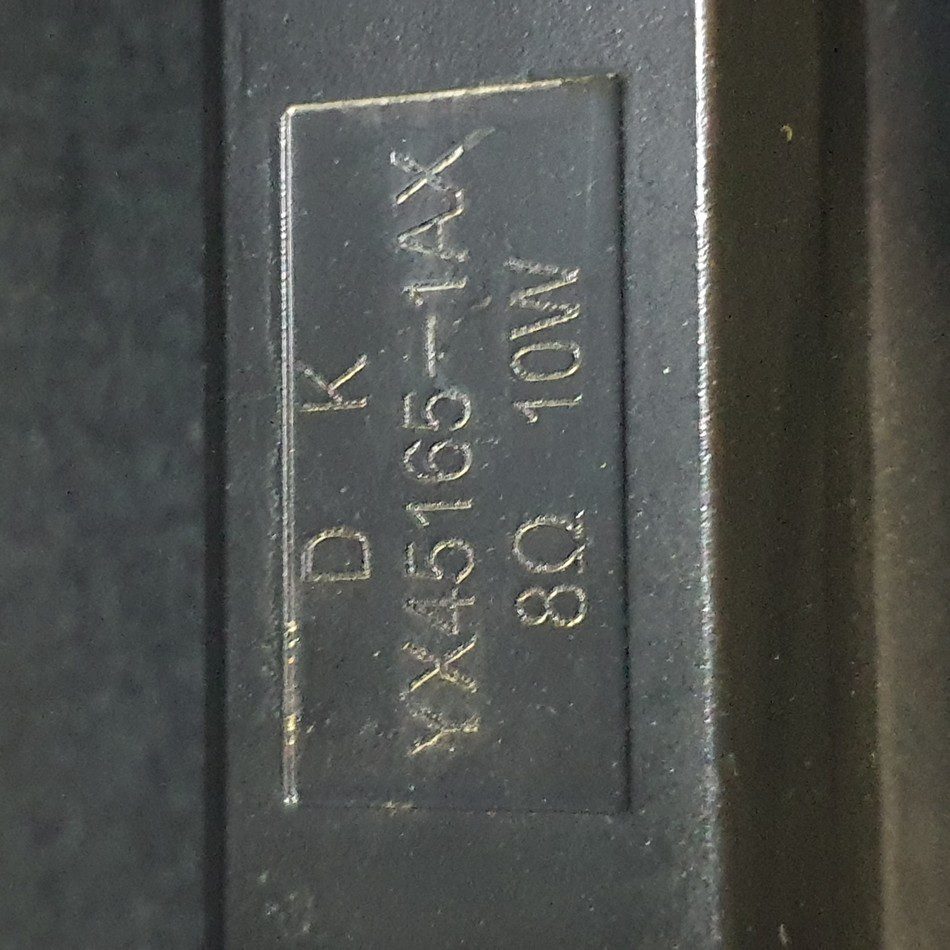 D K
YX45165-1AX
8Ω 10W